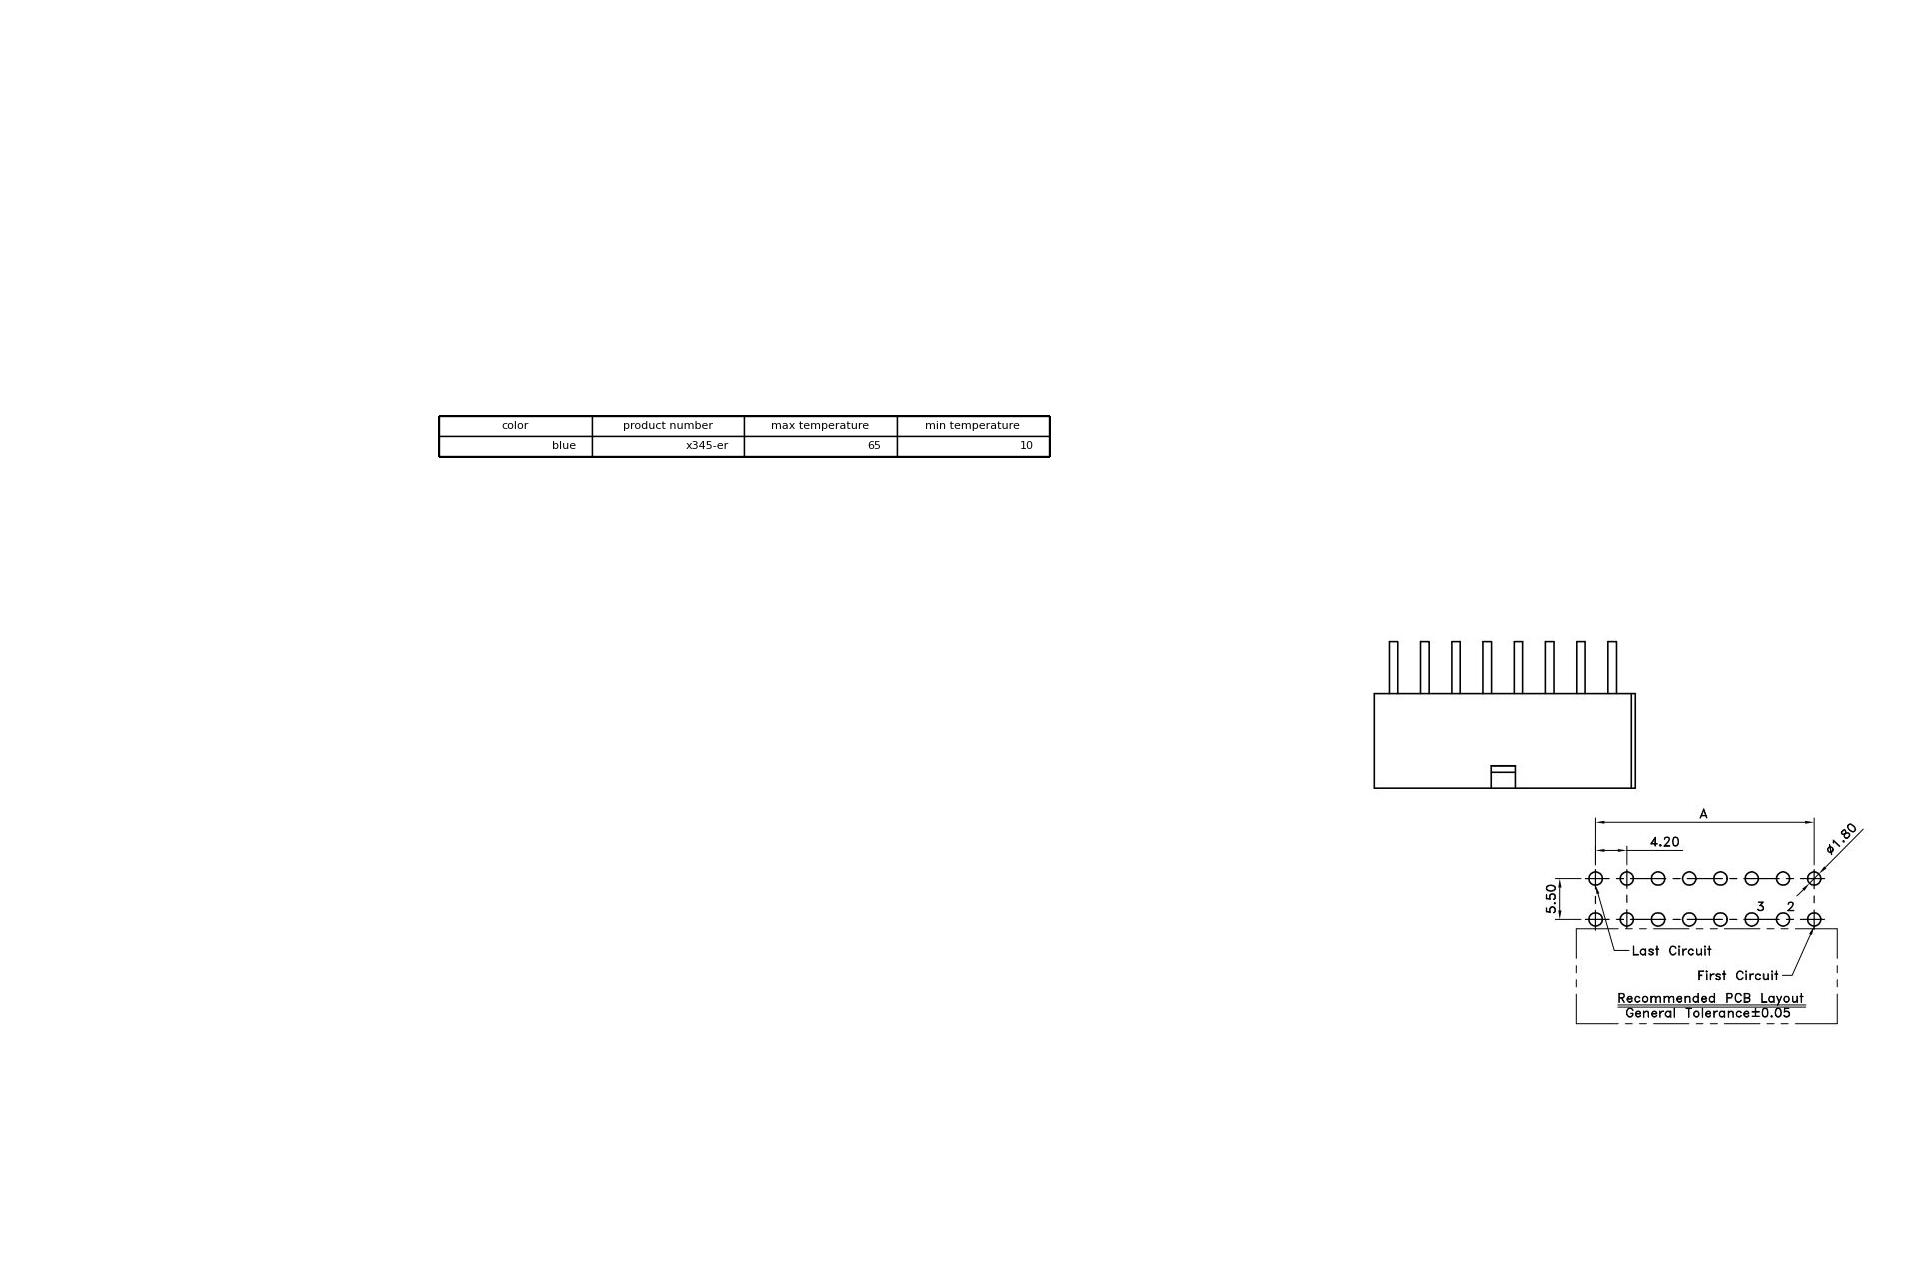 color product number max temperature min temperature
blue x345-er 65 10
A
4.20
ø1.80
5.50
3 2
Last Circuit
First Circuit
Recommended PCB Layout
General Tolerance±0.05